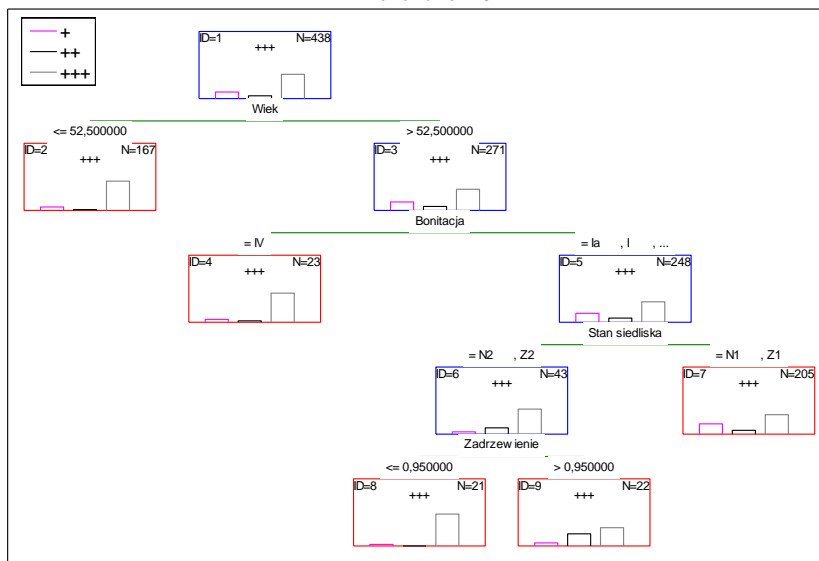 +
++
+++
ID=1 N=438
+++
Wiek
<= 52,500000 > 52,500000
ID=2 N=167
+++
ID=3 N=271
+++
Bonitacja
= IV = Ia , I , ...
ID=4 N=23
+++
ID=5 N=248
+++
Stan siedliska
= N2 , Z2 = N1 , Z1
ID=6 N=43
+++
ID=7 N=205
+++
Zadrzewienie
<= 0,950000 > 0,950000
ID=8 N=21
+++
ID=9 N=22
+++